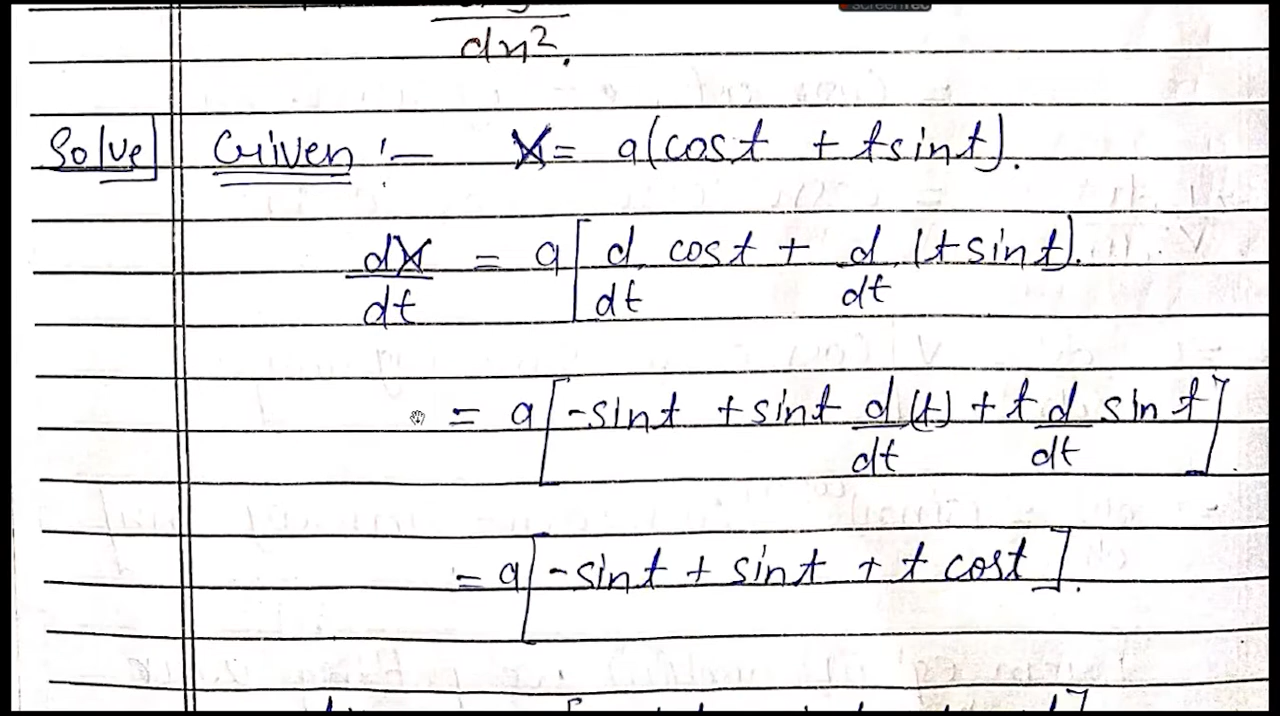 dx².
Solve Given :- X = a(cost + tsint).
dX/dt = a[d/dt cost + d/dt (tsint).
= a[-sint + sint d/dt (t) + t d/dt sint].
= a[-sint + sint + t cost].